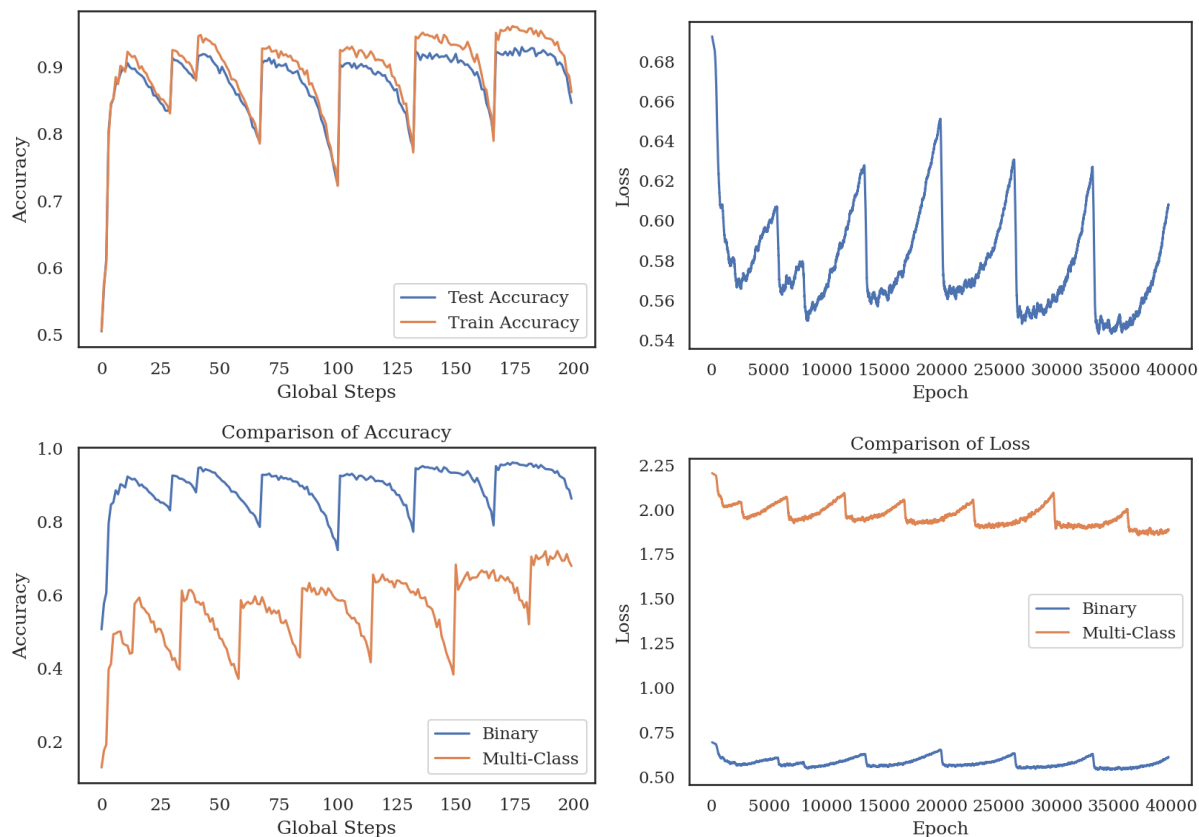 Accuracy
0.9
0.8
0.7
0.6
0.5
Test Accuracy
Train Accuracy
0 25 50 75 100 125 150 175 200
Global Steps
Loss
0.68
0.66
0.64
0.62
0.60
0.58
0.56
0.54
0 5000 10000 15000 20000 25000 30000 35000 40000
Epoch
Comparison of Accuracy
Accuracy
1.0
0.8
0.6
0.4
0.2
Binary
Multi-Class
0 25 50 75 100 125 150 175 200
Global Steps
Comparison of Loss
Loss
2.25
2.00
1.75
1.50
1.25
1.00
0.75
0.50
Binary
Multi-Class
0 5000 10000 15000 20000 25000 30000 35000 40000
Epoch